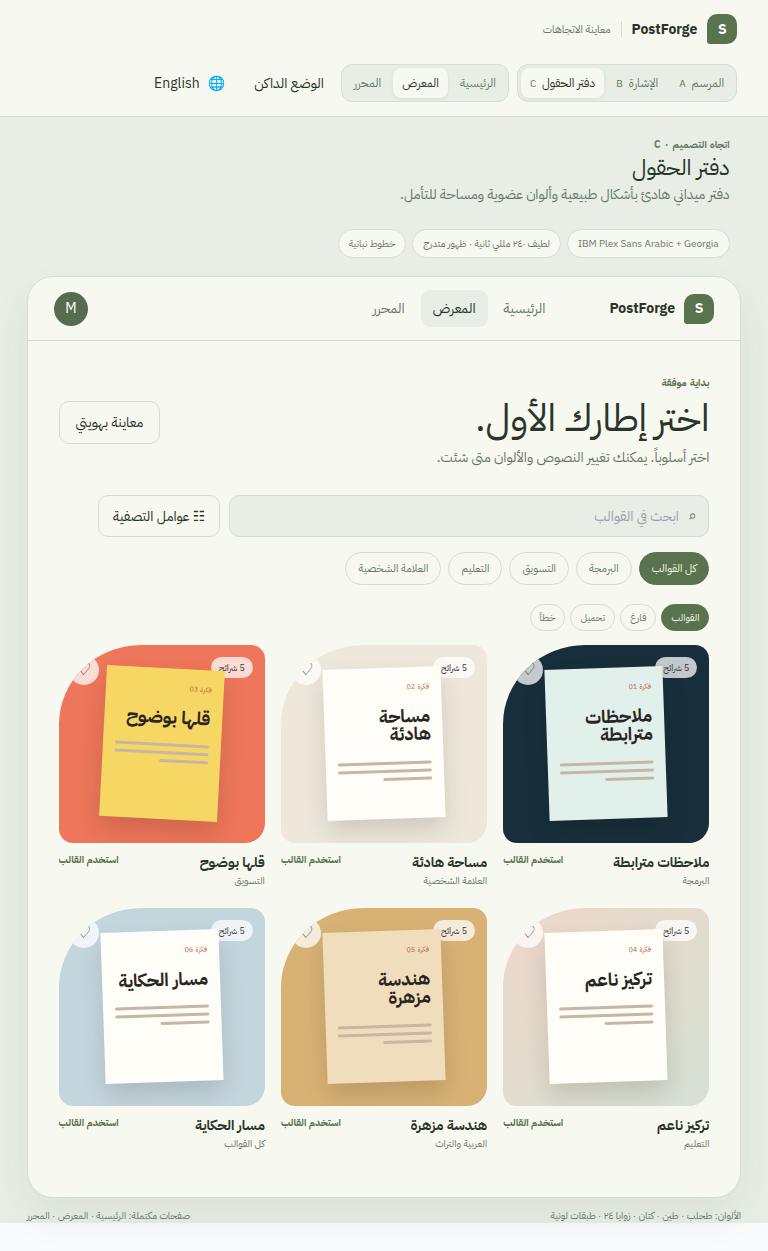 S PostForge معاينة الاتجاهات
المرسم A الإشارة B دفتر الحقول C الرئيسية المعرض المحرر الوضع الداكن 🌐 English
اتجاه التصميم · C
دفتر الحقول
دفتر ميداني هادئ بأشكال طبيعية وألوان عضوية ومساحة للتأمل.
IBM Plex Sans Arabic + Georgia لطيف ·٢٤٠ مللي ثانية · ظهور متدرج خطوط نباتية
S PostForge الرئيسية المعرض المحرر M
بداية موفقة
اختر إطارك الأول.
معاينة بهويتي
اختر أسلوباً. يمكنك تغيير النصوص والألوان متى شئت.
ابحث في القوالب ☷ عوامل التصفية
كل القوالب البرمجة التسويق التعليم العلامة الشخصية
القوالب فارغ تحميل خطأ
5 شرائح 5 شرائح 5 شرائح
فكرة 01 فكرة 02 فكرة 03
ملاحظات مترابطة مساحة هادئة قلها بوضوح
ملاحظات مترابطة استخدم القالب مساحة هادئة استخدم القالب قلها بوضوح استخدم القالب
البرمجة العلامة الشخصية التسويق
5 شرائح 5 شرائح 5 شرائح
فكرة 04 فكرة 05 فكرة 06
تركيز ناعم هندسة مزهرة مسار الحكاية
تركيز ناعم استخدم القالب هندسة مزهرة استخدم القالب مسار الحكاية استخدم القالب
التعليم العربية والتراث كل القوالب
الألوان: طحلب · طين · كتان · زوايا ٢٤ · طبقات لونية صفحات مكتملة: الرئيسية · المعرض · المحرر